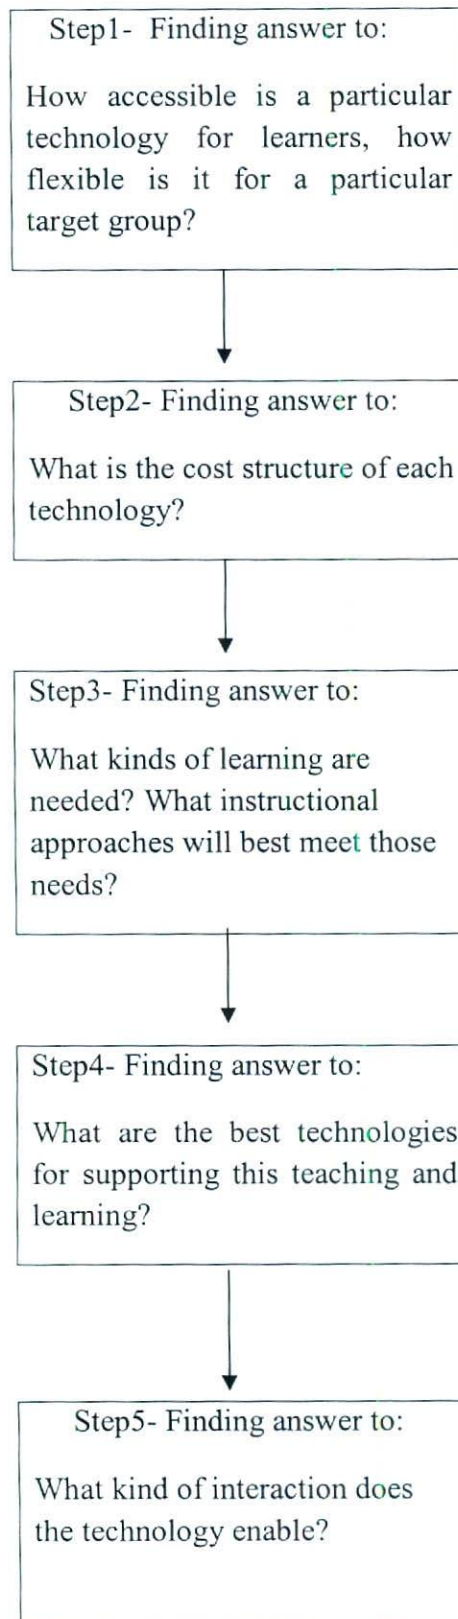 Step1- Finding answer to:
How accessible is a particular
technology for learners, how
flexible is it for a particular
target group?
Step2- Finding answer to:
What is the cost structure of each
technology?
Step3- Finding answer to:
What kinds of learning are
needed? What instructional
approaches will best meet those
needs?
Step4- Finding answer to:
What are the best technologies
for supporting this teaching and
learning?
Step5- Finding answer to:
What kind of interaction does
the technology enable?